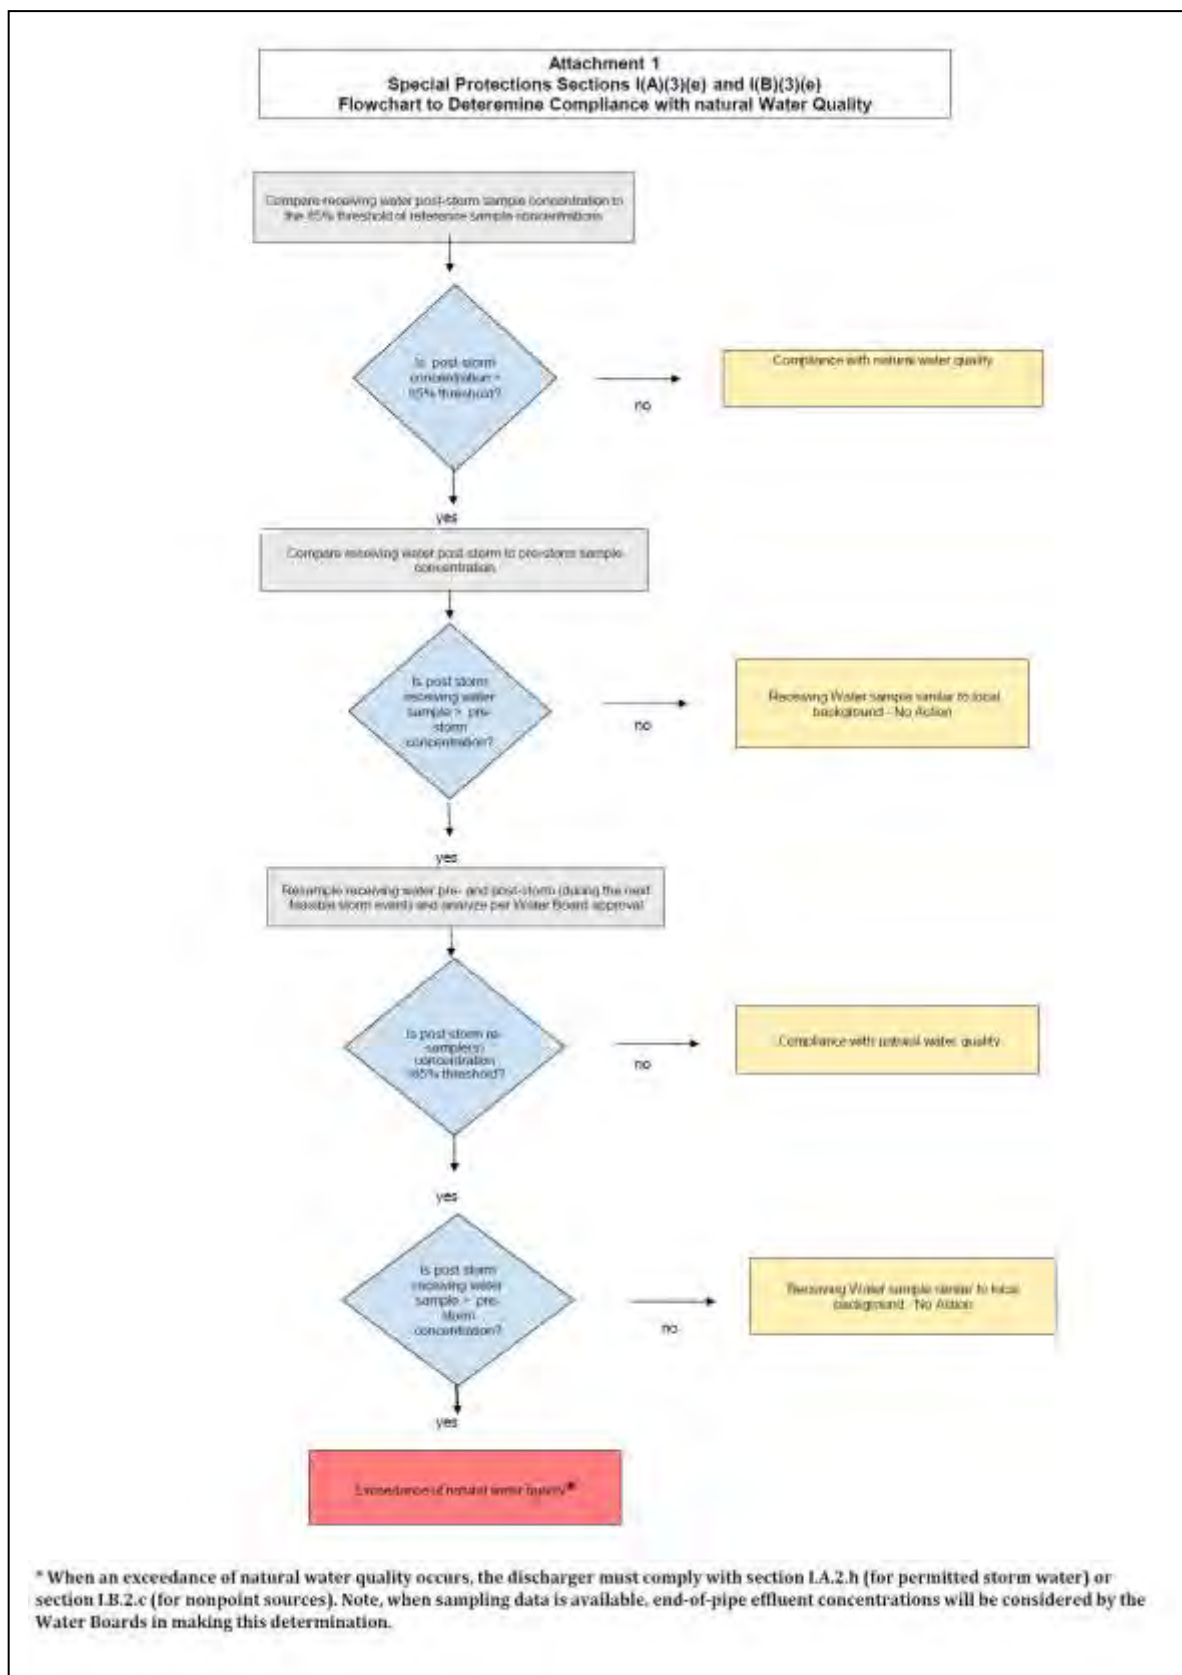 Attachment 1
Special Protections Sections I(A)(3)(e) and I(B)(3)(e)
Flowchart to Deteremine Compliance with natural Water Quality
Compare receiving water post-storm sample concentration to
the 85% threshold of reference sample concentrations
Is post-storm
concentration
85% threshold?
no
Compliance with natural water quality
yes
Compare receiving water post-storm to pre-storm sample
concentration
Is post storm
receiving water
sample > pre-
storm
concentration?
no
Receiving Water sample similar to local
background - No Action
yes
Resample receiving water pre- and post-storm (during the next
feasible storm event) and analyze per Water Board approval
Is post storm re-
sample(s)
concentration
85% threshold?
no
Compliance with natural water quality
yes
Is post storm
receiving water
sample > pre-
storm
concentration?
no
Receiving Water sample similar to local
background - No Action
yes
Exceedance of natural water quality*
* When an exceedance of natural water quality occurs, the discharger must comply with section I.A.2.h (for permitted storm water) or
section I.B.2.c (for nonpoint sources). Note, when sampling data is available, end-of-pipe effluent concentrations will be considered by the
Water Boards in making this determination.